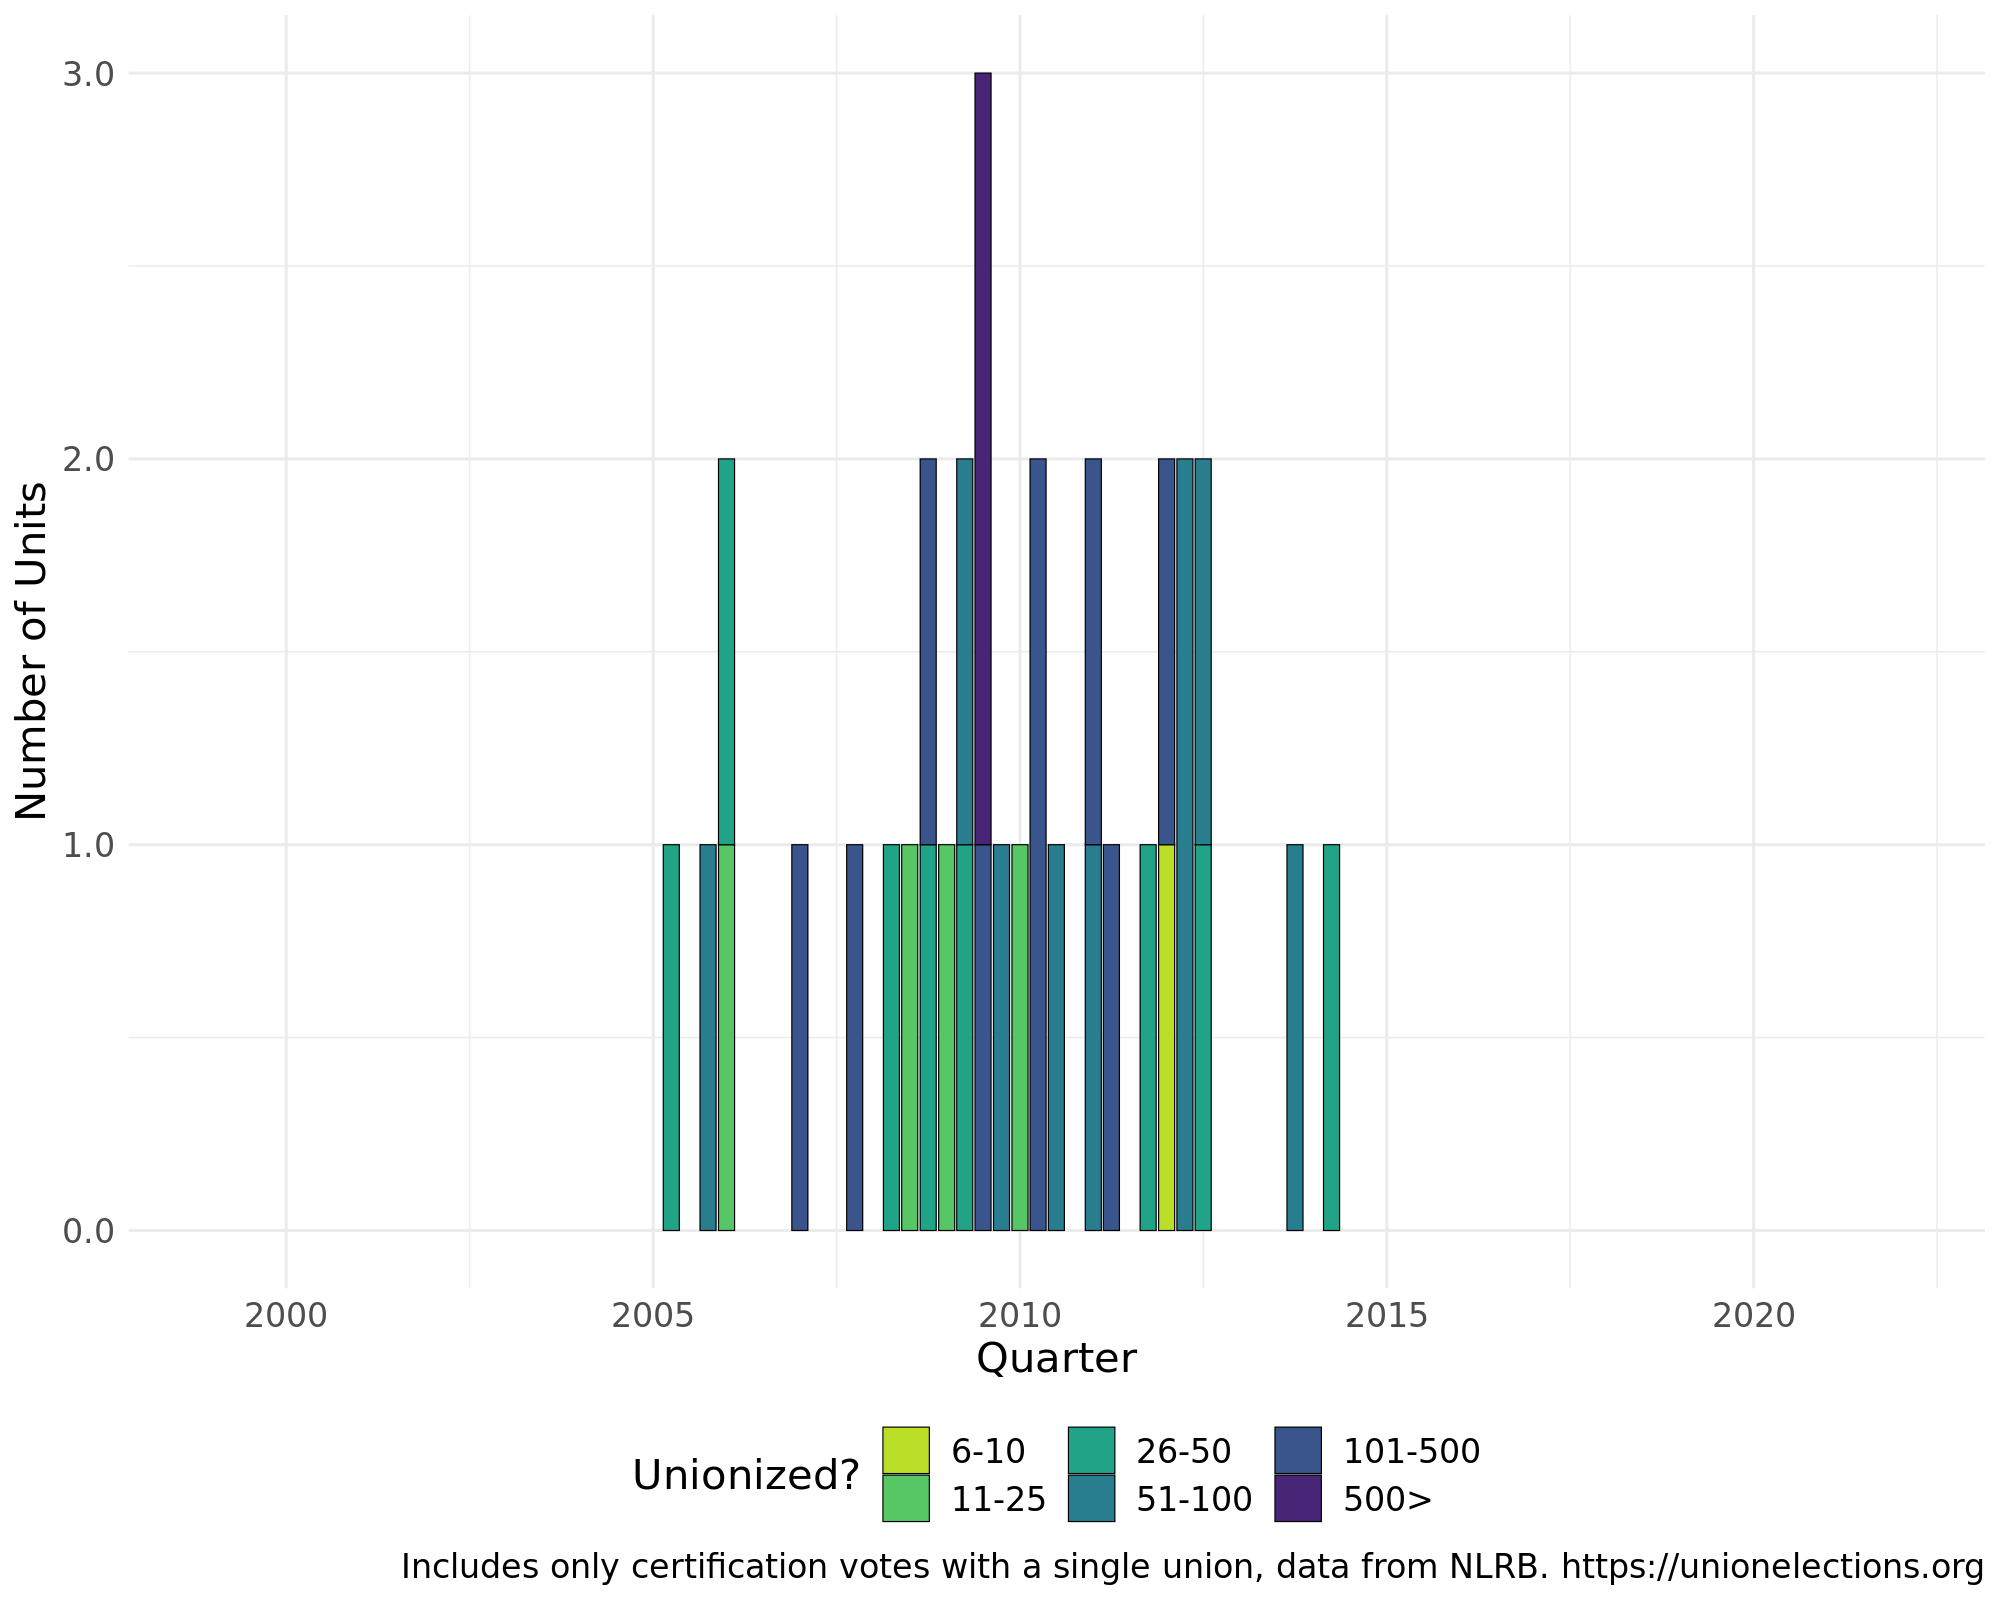 3.0
2.0
1.0
0.0
Number of Units
2000 2005 2010 2015 2020
Quarter
Unionized?
6-10 26-50 101-500
11-25 51-100 500>
Includes only certification votes with a single union, data from NLRB. https://unionelections.org